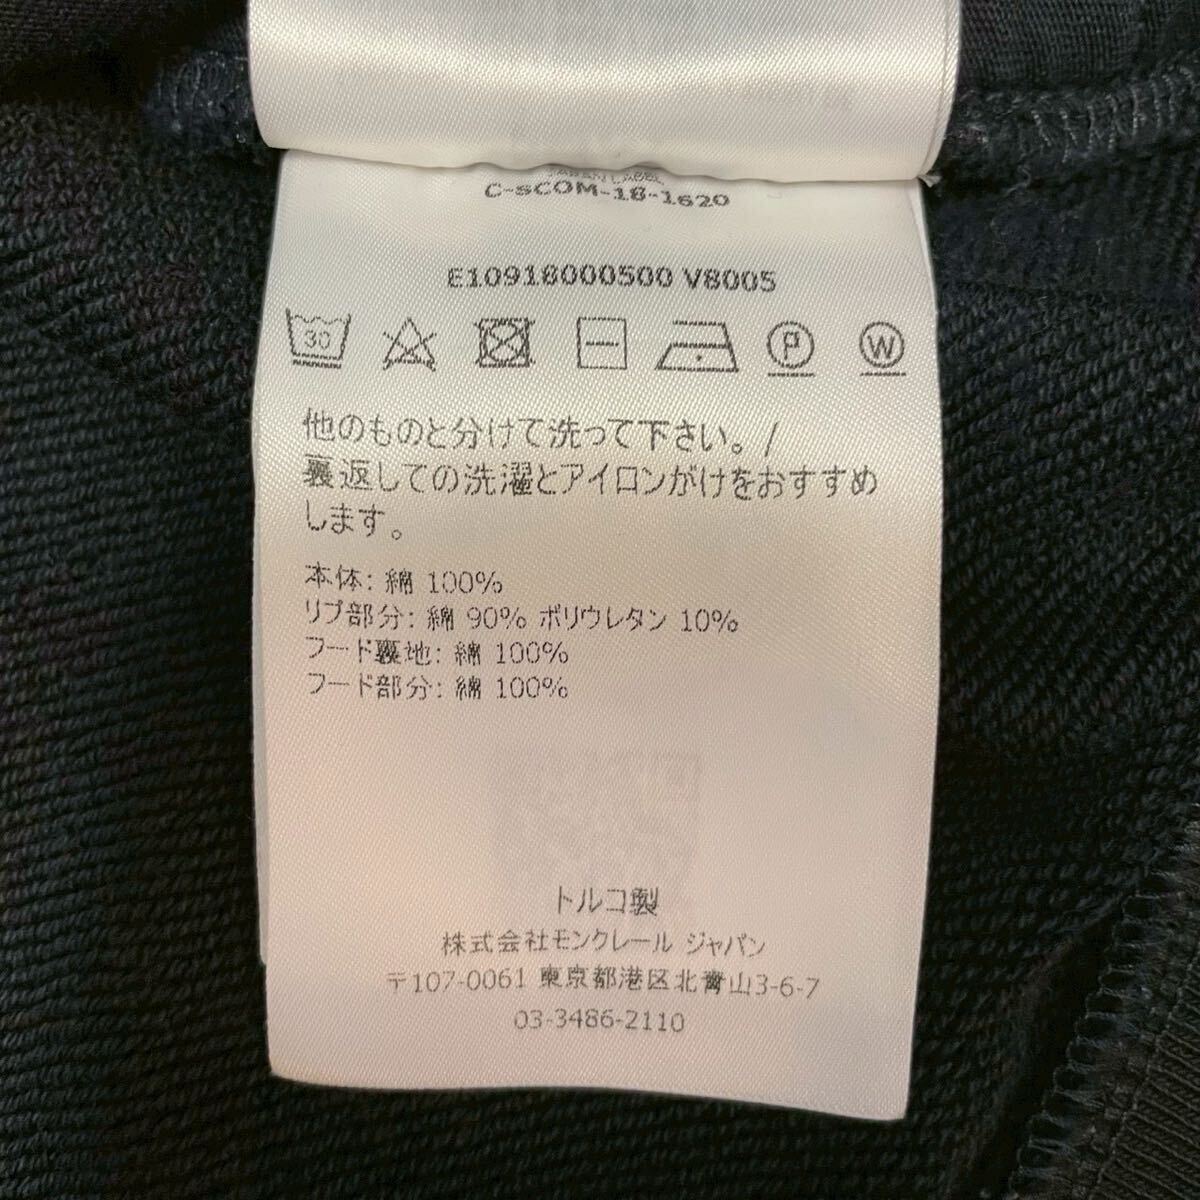 JAPAN LABEL
C-SCOM-18-1620
E10918000500 V8005
30
P
W
他のものと分けて洗って下さい。/
裏返しての洗濯とアイロンがけをおすすめ
します。
本体: 綿 100%
リブ部分: 綿 90% ポリウレタン 10%
フード裏地: 綿 100%
フード部分: 綿 100%
トルコ製
株式会社モンクレール ジャパン
〒107-0061 東京都港区北青山3-6-7
03-3486-2110